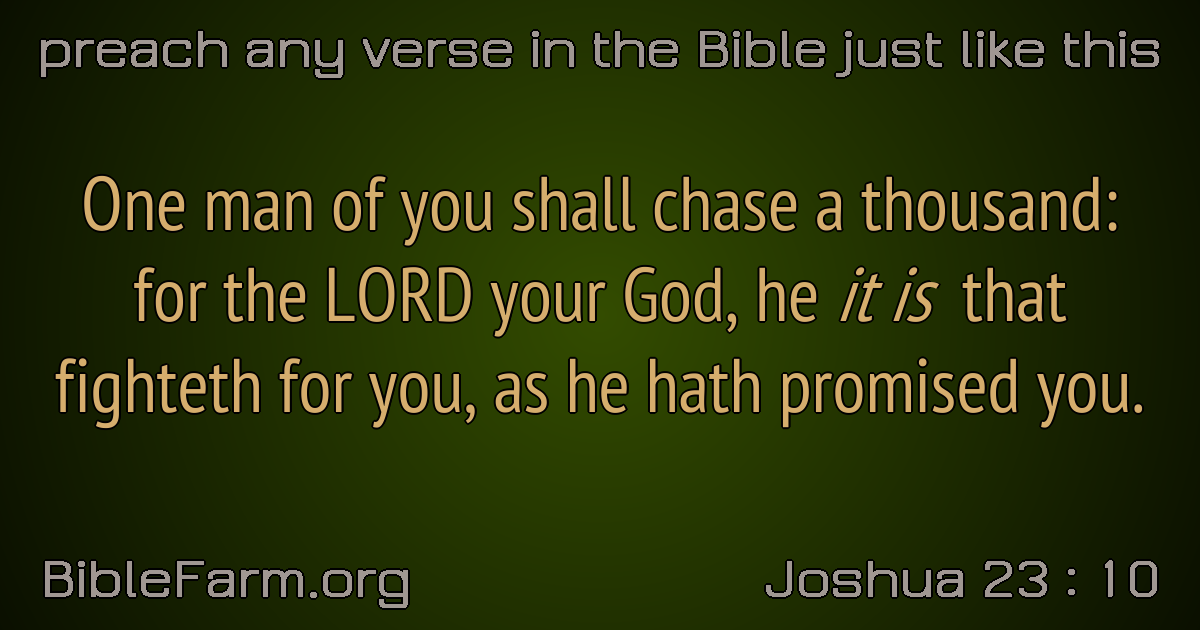 preach any verse in the Bible just like this
One man of you shall chase a thousand:
for the LORD your God, he it is that
fighteth for you, as he hath promised you.
BibleFarm.org
Joshua 23 : 10